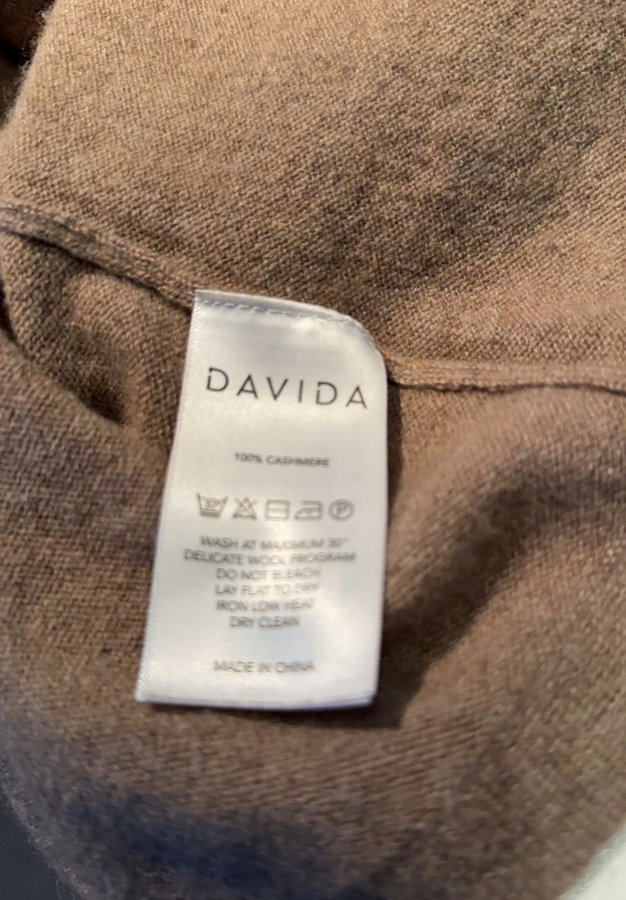 DAVIDA
100% CASHMERE
30°
P
WASH AT MAXIMUM 30°
DELICATE WOOL PROGRAM
DO NOT BLEACH
LAY FLAT TO DRY
IRON LOW HEAT
DRY CLEAN
MADE IN CHINA